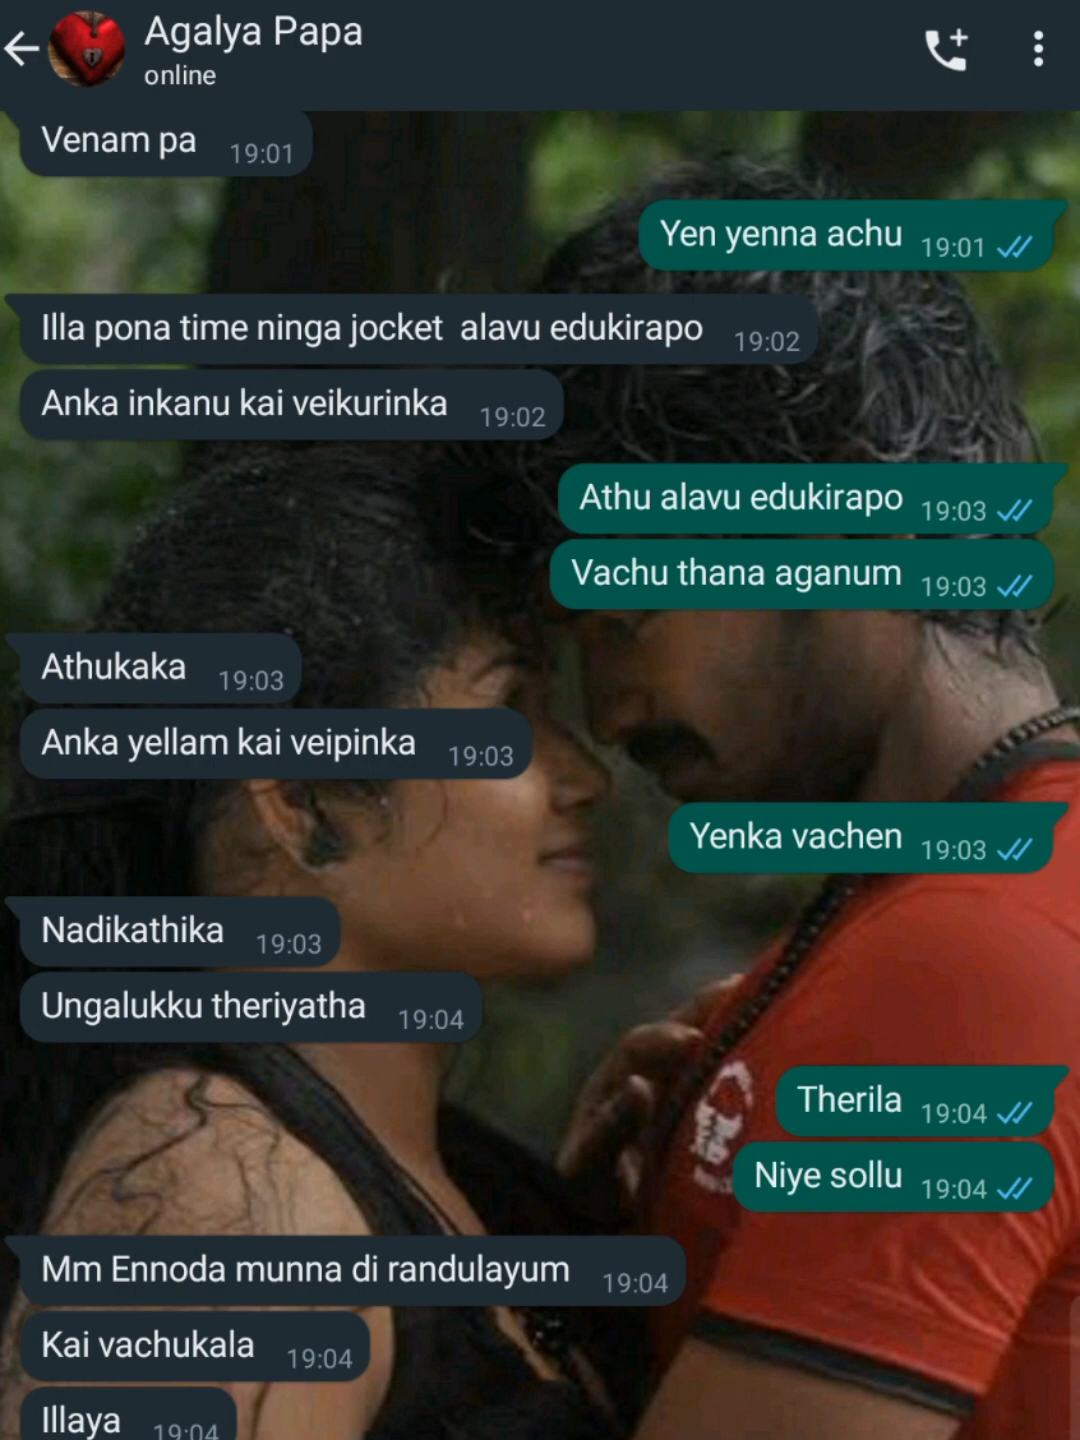 Agalya Papa
online
Venam pa 19:01
Yen yenna achu 19:01
Illa pona time ninga jocket alavu edukirapo 19:02
Anka inkanu kai veikurinka 19:02
Athu alavu edukirapo 19:03
Vachu thana aganum 19:03
Athukaka 19:03
Anka yellam kai veipinka 19:03
Yenka vachen 19:03
Nadikathika 19:03
Ungalukku theriyatha 19:04
Therila 19:04
Niye sollu 19:04
Mm Ennoda munna di randulayum 19:04
Kai vachukala 19:04
Illaya 19:04